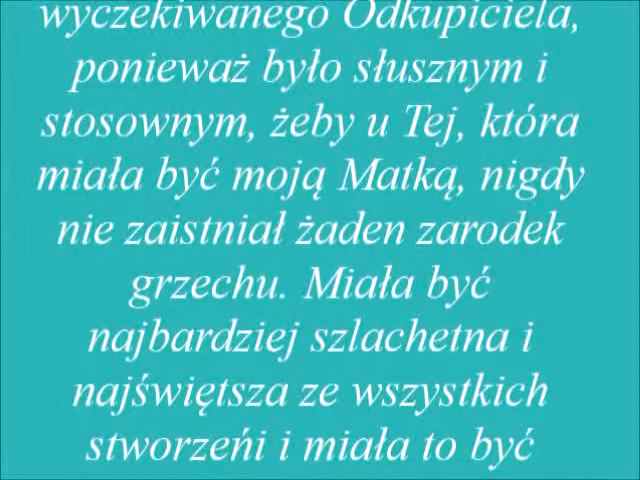 wyczekiwanego Odkupiciela,
ponieważ było słusznym i
stosownym, żeby u Tej, która
miała być moją Matką, nigdy
nie zaistniał żaden zarodek
grzechu. Miała być
najbardziej szlachetna i
najświętsza ze wszystkich
stworzeńi i miała to być